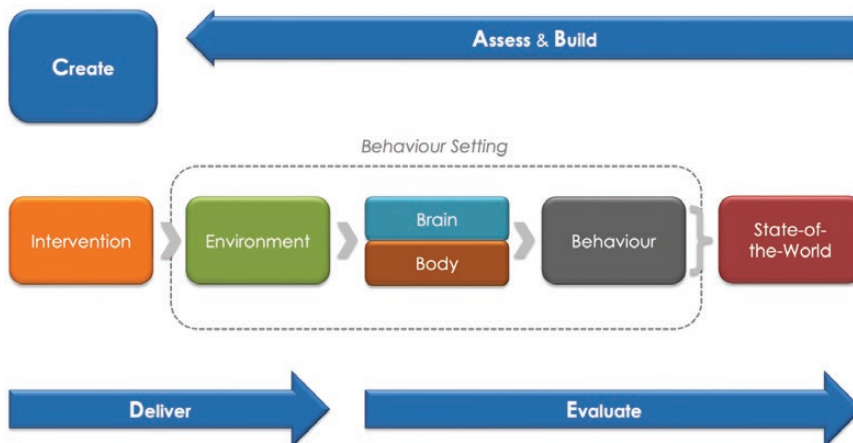 Create
Assess & Build
Behaviour Setting
Intervention
Environment
Brain
Body
Behaviour
State-of-
the-World
Deliver
Evaluate